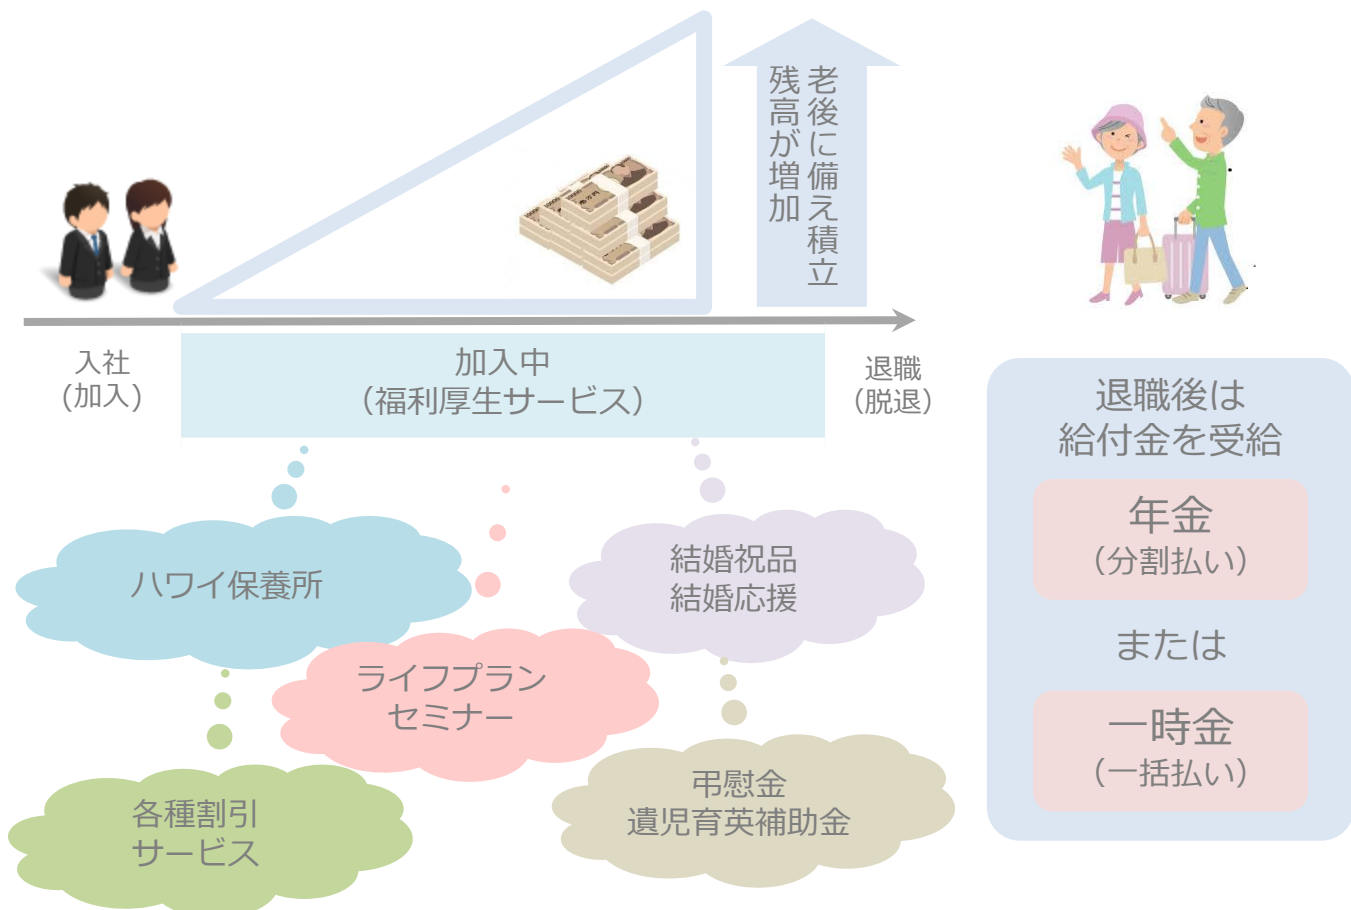 老後に備え積立
残高が増加
入社
(加入)
加入中
（福利厚生サービス）
退職
(脱退)
ハワイ保養所
ライフプラン
セミナー
結婚祝品
結婚応援
各種割引
サービス
弔慰金
遺児育英補助金
退職後は
給付金を受給
年金
（分割払い）
または
一時金
（一括払い）